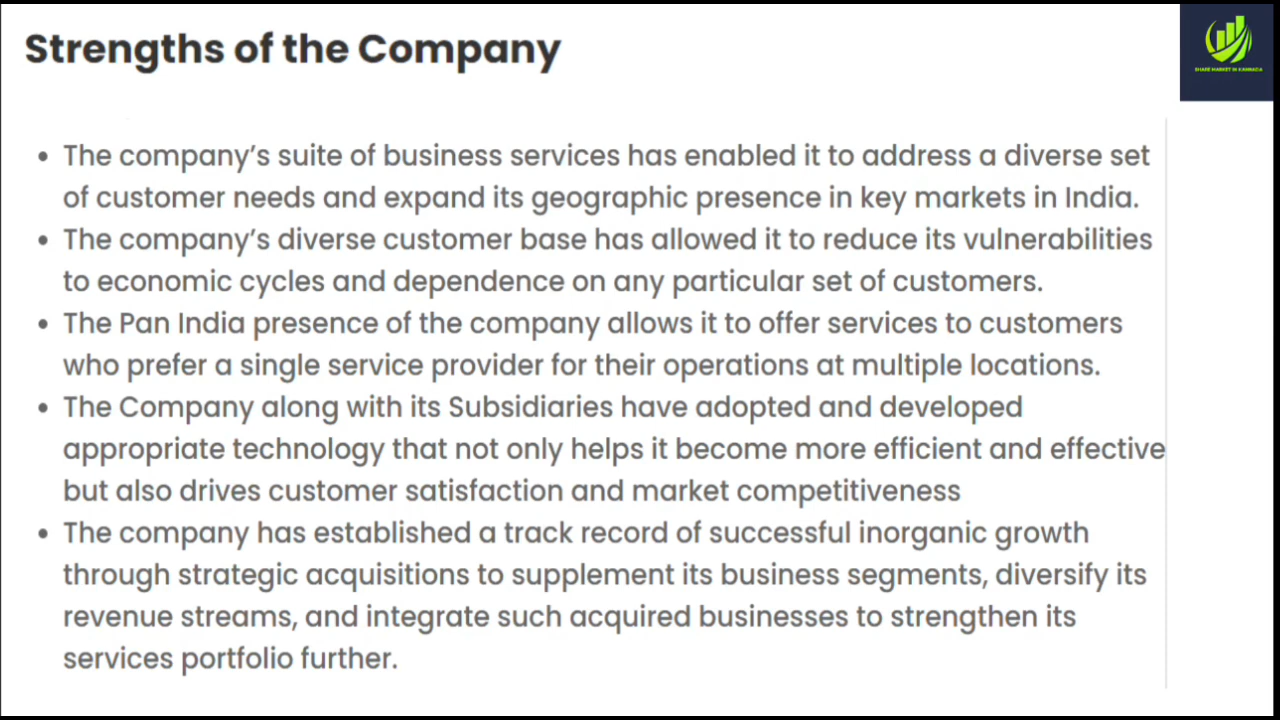 Strengths of the Company
SHARE MARKET IN KANNADA
• The company's suite of business services has enabled it to address a diverse set
of customer needs and expand its geographic presence in key markets in India.
• The company's diverse customer base has allowed it to reduce its vulnerabilities
to economic cycles and dependence on any particular set of customers.
• The Pan India presence of the company allows it to offer services to customers
who prefer a single service provider for their operations at multiple locations.
• The Company along with its Subsidiaries have adopted and developed
appropriate technology that not only helps it become more efficient and effective
but also drives customer satisfaction and market competitiveness
• The company has established a track record of successful inorganic growth
through strategic acquisitions to supplement its business segments, diversify its
revenue streams, and integrate such acquired businesses to strengthen its
services portfolio further.